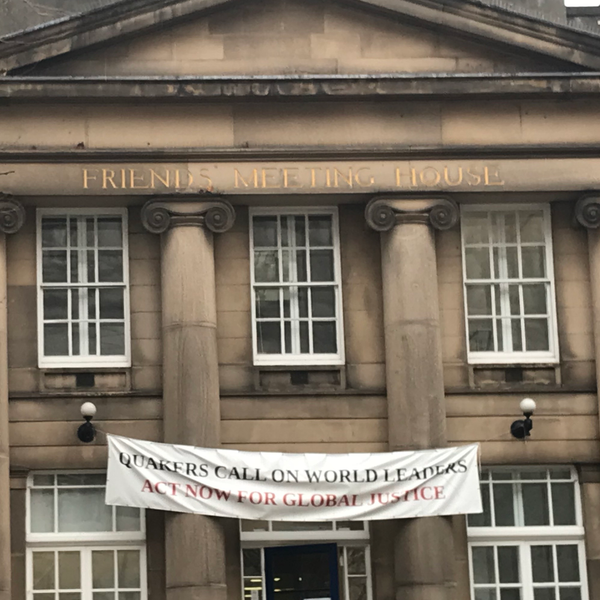 FRIENDS' MEETING HOUSE
QUAKERS CALL ON WORLD LEADERS
ACT NOW FOR GLOBAL JUSTICE